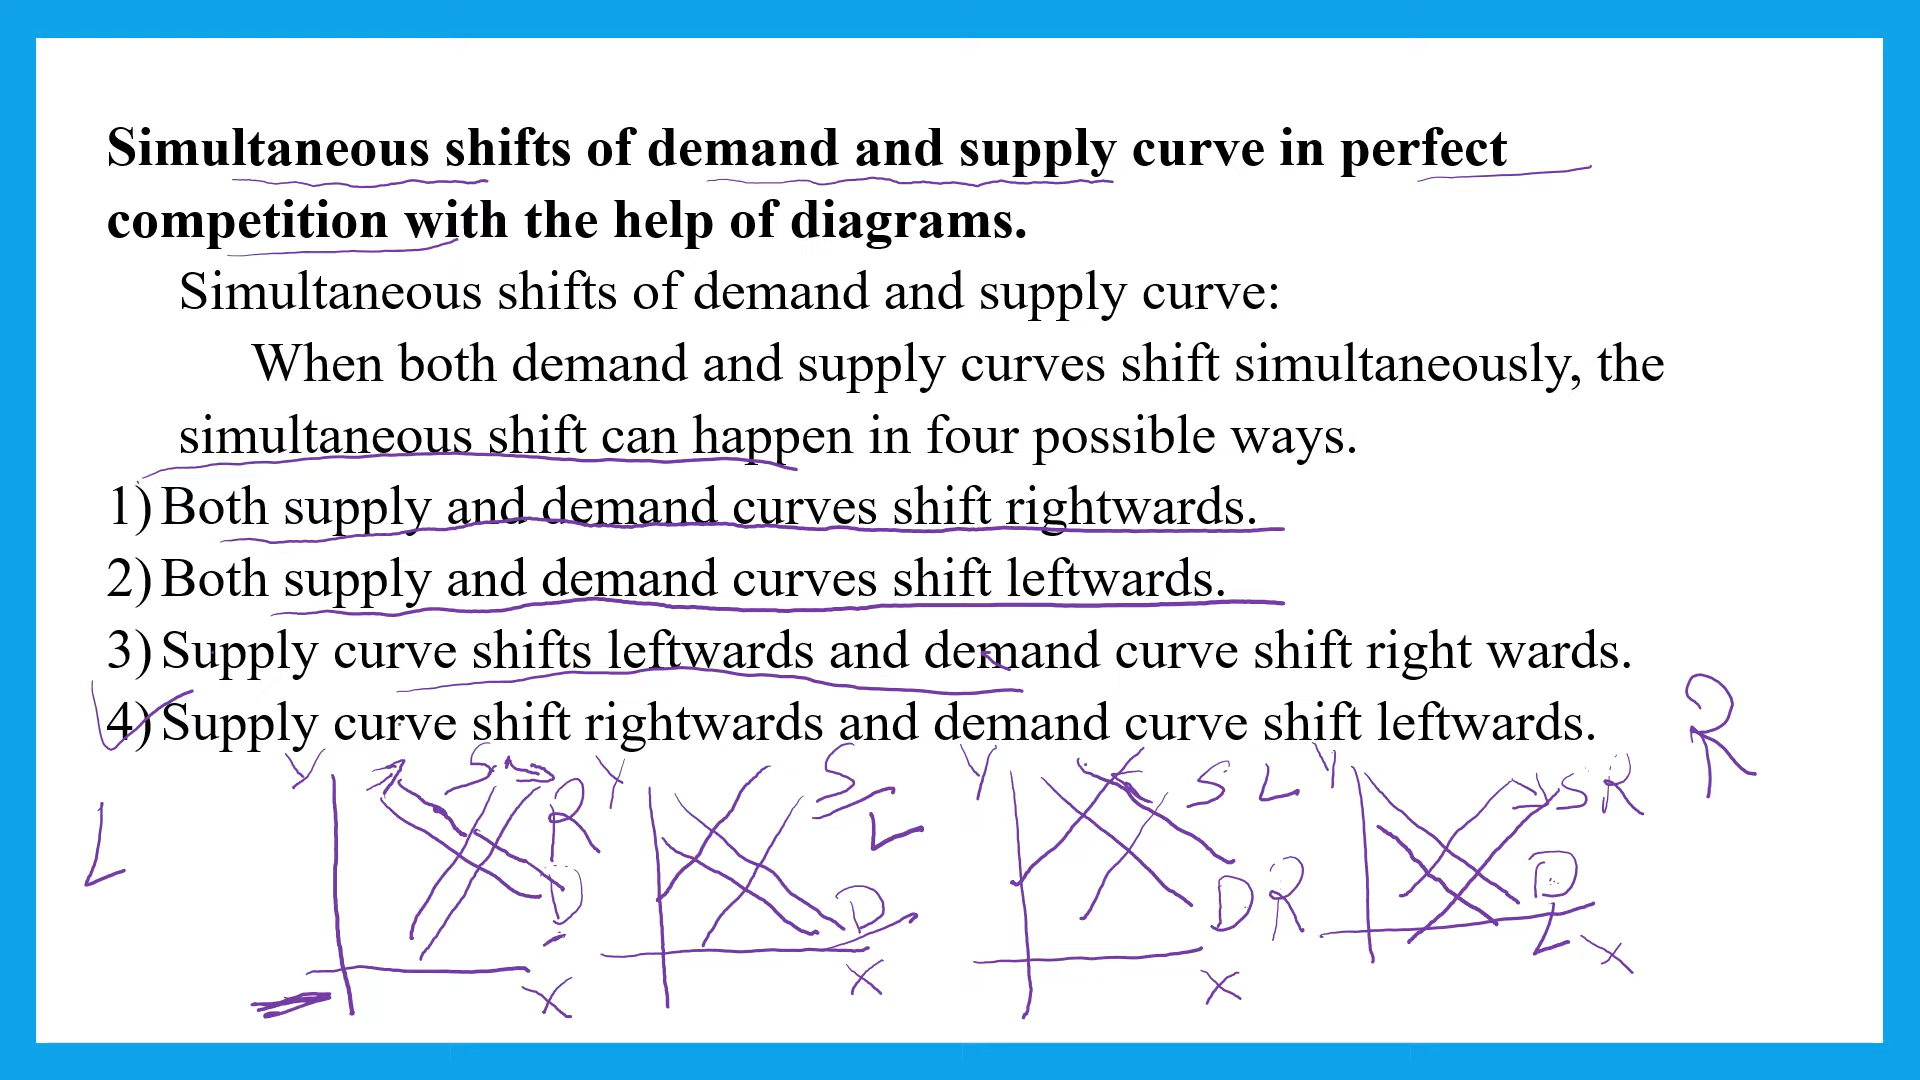 Simultaneous shifts of demand and supply curve in perfect
competition with the help of diagrams.
Simultaneous shifts of demand and supply curve:
When both demand and supply curves shift simultaneously, the
simultaneous shift can happen in four possible ways.
1) Both supply and demand curves shift rightwards.
2) Both supply and demand curves shift leftwards.
3) Supply curve shifts leftwards and demand curve shift right wards.
4) Supply curve shift rightwards and demand curve shift leftwards.
L
R
Y S R D X
Y S L D X
Y S L D R X
Y S R D L X